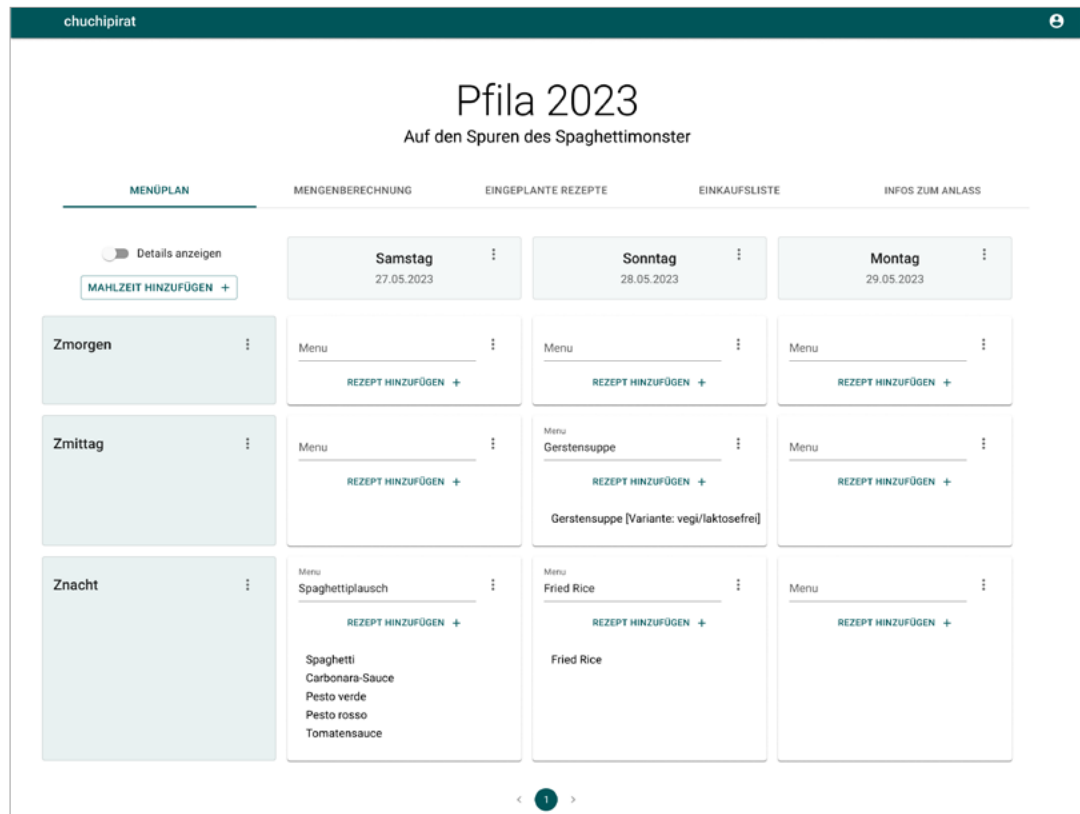 chuchipirat
Pfila 2023
Auf den Spuren des Spaghettimonster
MENÜPLAN
MENGENBERECHNUNG
EINGEPLANTE REZEPTE
EINKAUFSLISTE
INFOS ZUM ANLASS
Details anzeigen
MAHLZEIT HINZUFÜGEN +
Samstag
27.05.2023
Sonntag
28.05.2023
Montag
29.05.2023
Zmorgen
Menu
REZEPT HINZUFÜGEN +
Menu
REZEPT HINZUFÜGEN +
Menu
REZEPT HINZUFÜGEN +
Zmittag
Menu
REZEPT HINZUFÜGEN +
Menu
Gerstensuppe
REZEPT HINZUFÜGEN +
Gerstensuppe [Variante: vegi/laktosefrei]
Menu
REZEPT HINZUFÜGEN +
Znacht
Menu
Spaghettiplausch
REZEPT HINZUFÜGEN +
Spaghetti
Carbonara-Sauce
Pesto verde
Pesto rosso
Tomatensauce
Menu
Fried Rice
REZEPT HINZUFÜGEN +
Fried Rice
Menu
REZEPT HINZUFÜGEN +
< 1 >